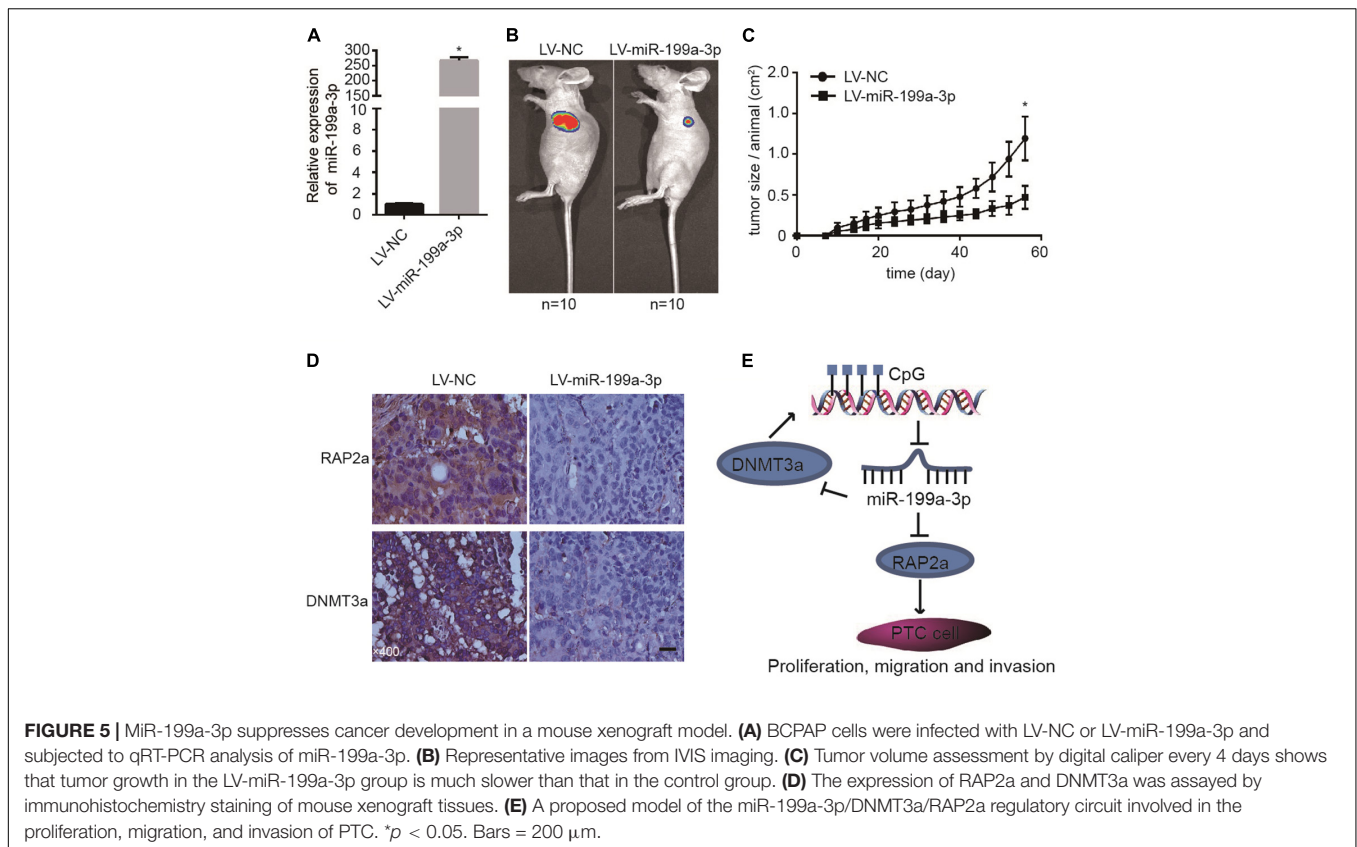 A
Relative expression
of miR-199a-3p
300
250
200
150
10
8
6
4
2
0
*
LV-NC
LV-miR-199a-3p
B
LV-NC LV-miR-199a-3p
n=10 n=10
C
tumor size / animal (cm²)
2.0
1.0
0.5
0
LV-NC
LV-miR-199a-3p
*
0 20 40 60
time (day)
D
LV-NC LV-miR-199a-3p
RAP2a
DNMT3a
×400
E
CpG
DNMT3a
miR-199a-3p
RAP2a
PTC cell
Proliferation, migration and invasion
FIGURE 5 | MiR-199a-3p suppresses cancer development in a mouse xenograft model. (A) BCPAP cells were infected with LV-NC or LV-miR-199a-3p and
subjected to qRT-PCR analysis of miR-199a-3p. (B) Representative images from IVIS imaging. (C) Tumor volume assessment by digital caliper every 4 days shows
that tumor growth in the LV-miR-199a-3p group is much slower than that in the control group. (D) The expression of RAP2a and DNMT3a was assayed by
immunohistochemistry staining of mouse xenograft tissues. (E) A proposed model of the miR-199a-3p/DNMT3a/RAP2a regulatory circuit involved in the
proliferation, migration, and invasion of PTC. *p < 0.05. Bars = 200 μm.